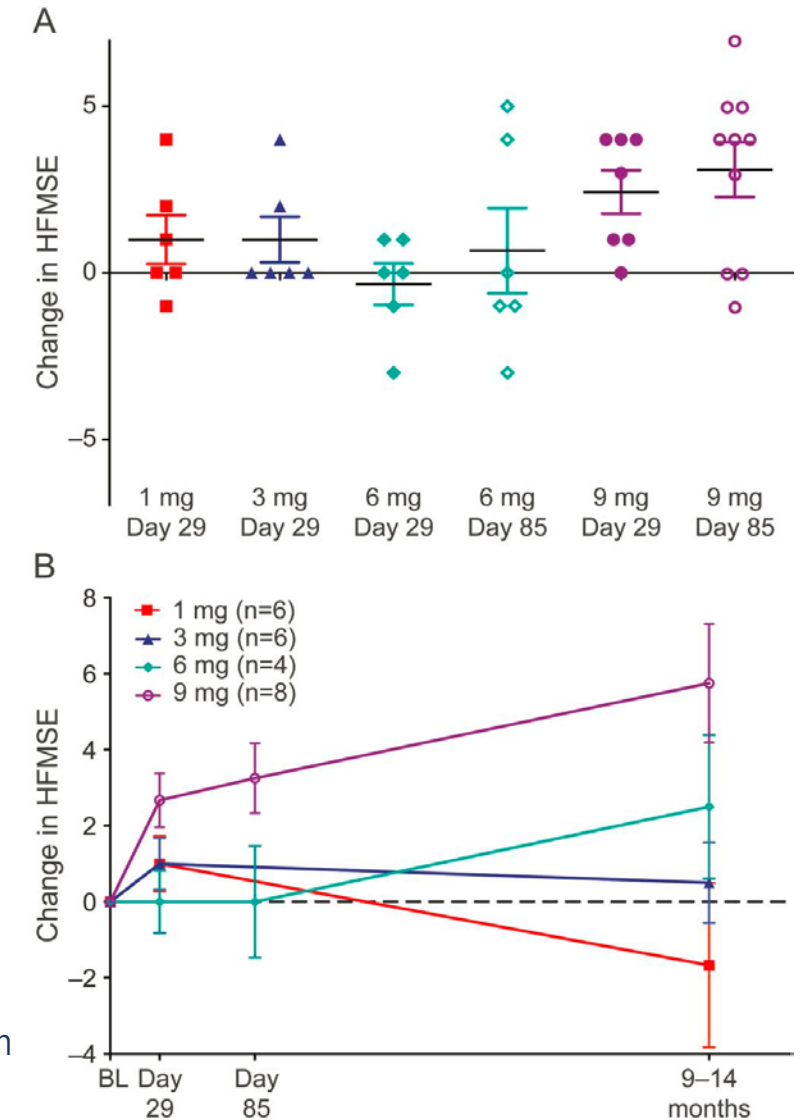 A
Change in HFMSE
5
0
–5
1 mg
Day 29
3 mg
Day 29
6 mg
Day 29
6 mg
Day 85
9 mg
Day 29
9 mg
Day 85
B
Change in HFMSE
8
6
4
2
0
–2
–4
1 mg (n=6)
3 mg (n=6)
6 mg (n=4)
9 mg (n=8)
BL
Day
29
Day
85
9–14
months